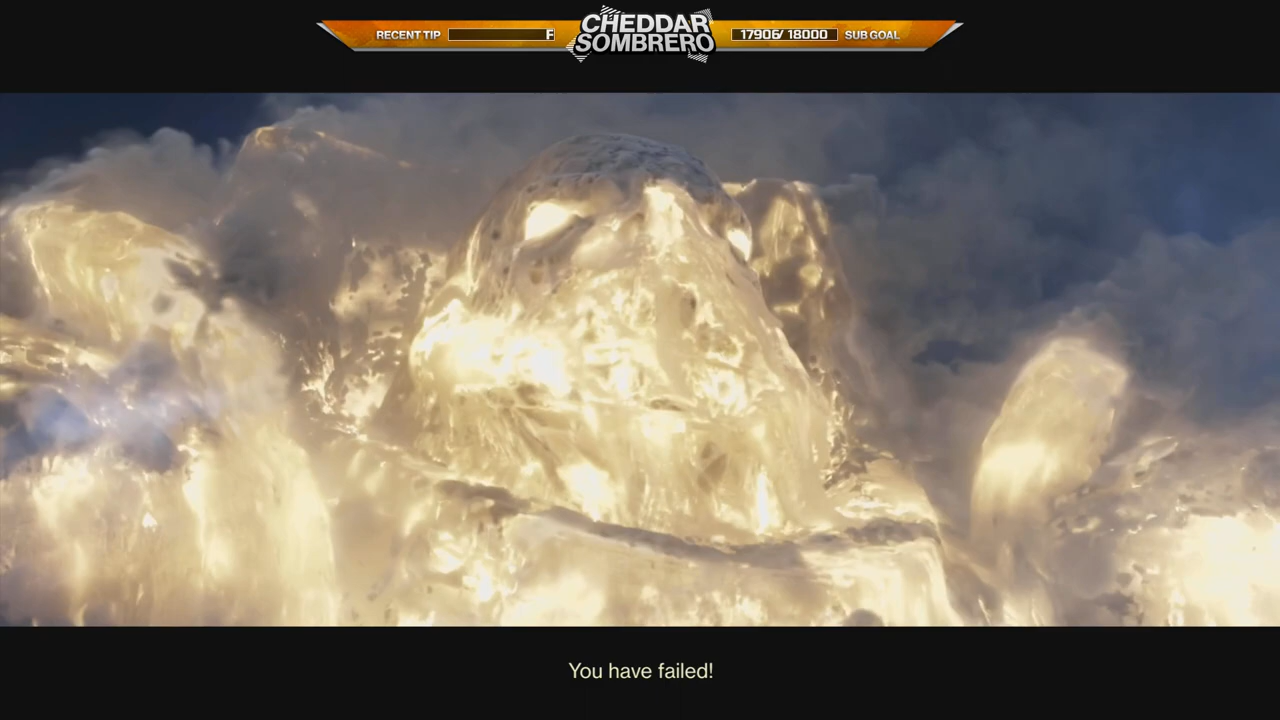 RECENT TIP
F
CHEDDAR
SOMBRERO
17906/ 18000
SUB GOAL
You have failed!